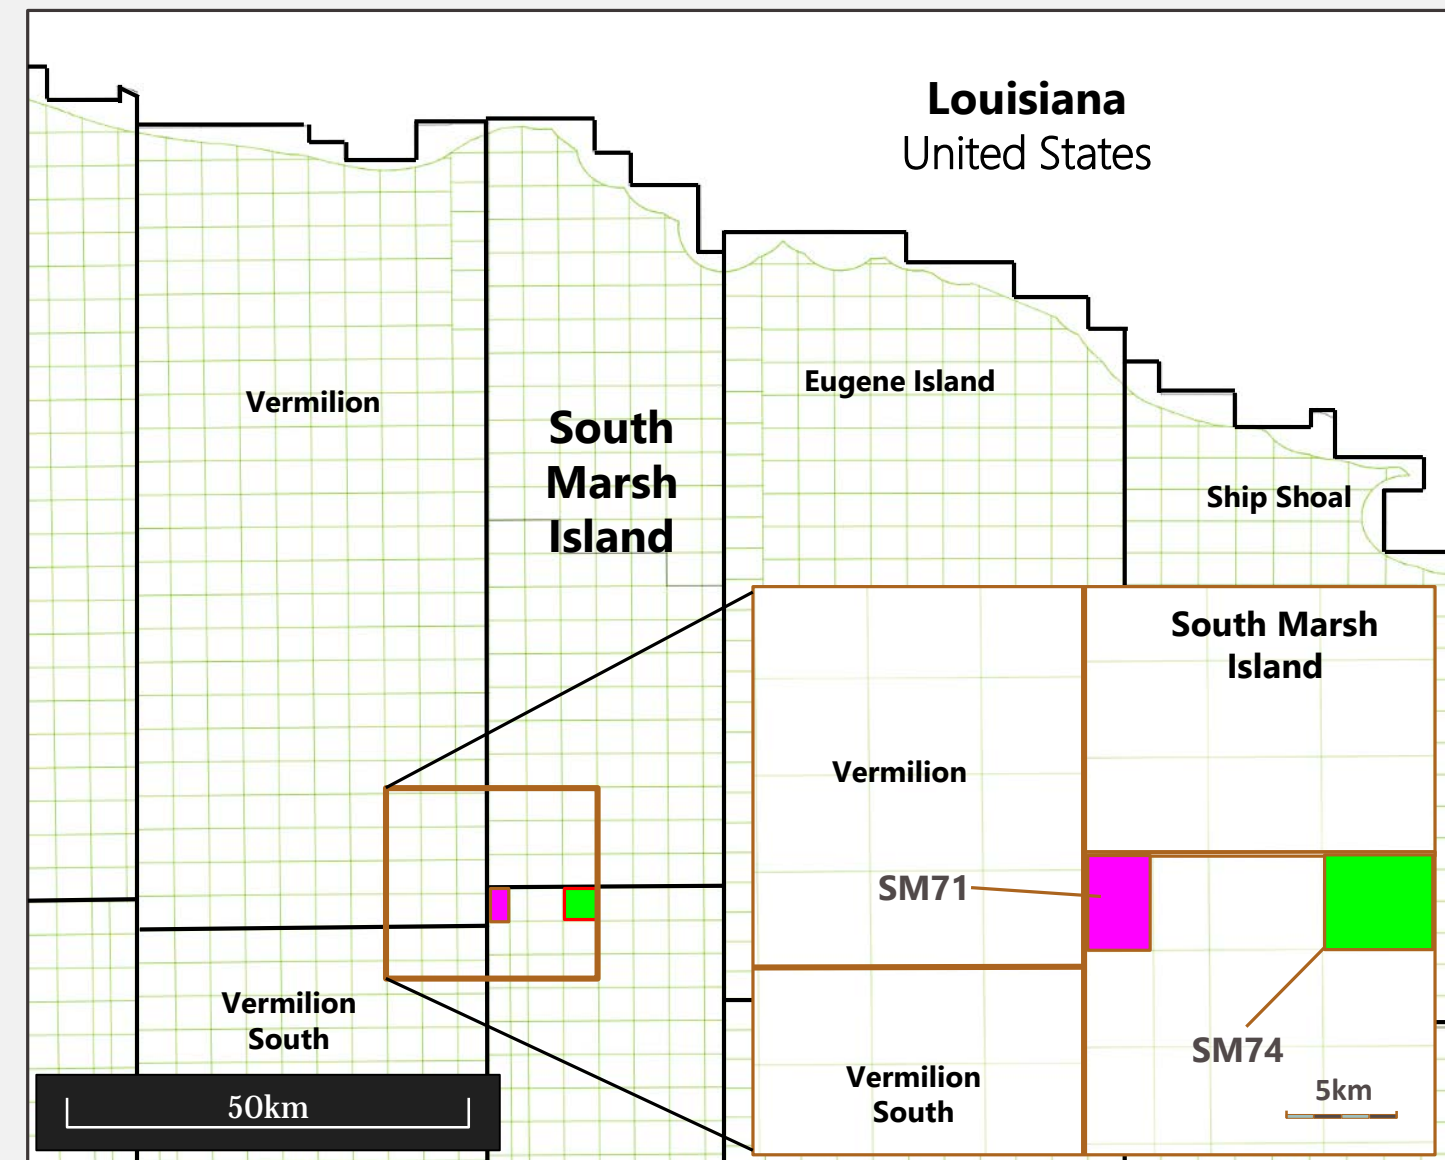 Louisiana
United States
Vermilion
Eugene Island
South
Marsh
Island
Ship Shoal
South Marsh
Island
Vermilion
SM71
Vermilion
South
SM74
Vermilion
South
5km
50km